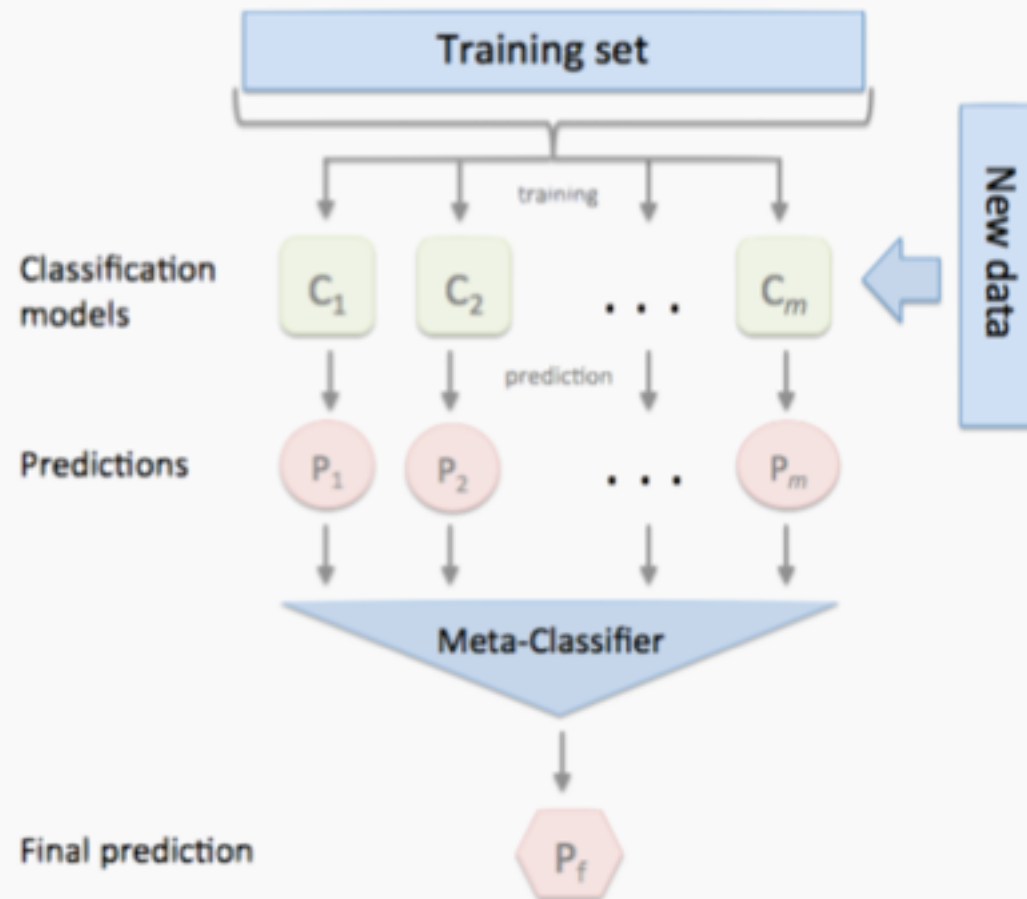 Training set
training
New data
Classification
models
C₁
C₂
. . .
Cₘ
prediction
Predictions
P₁
P₂
. . .
Pₘ
Meta-Classifier
Final prediction
P_f